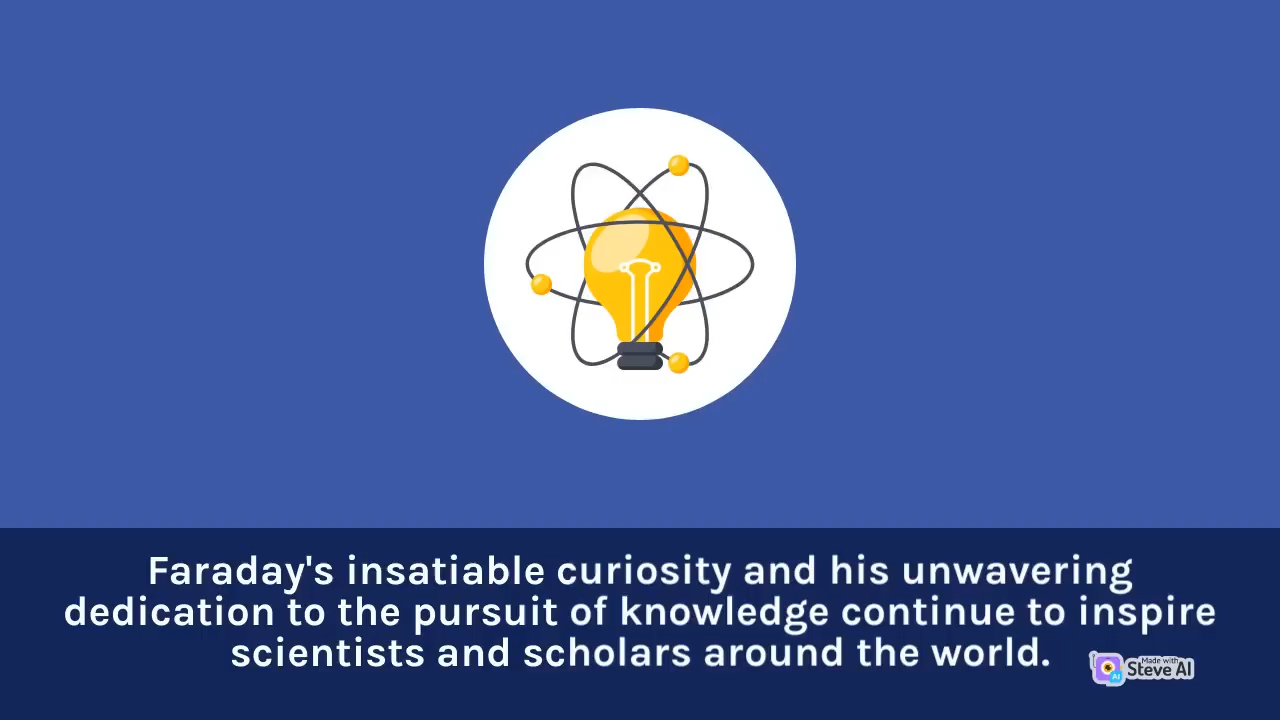 Faraday's insatiable curiosity and his unwavering
dedication to the pursuit of knowledge continue to inspire
scientists and scholars around the world.
Made with
Steve AI
AI